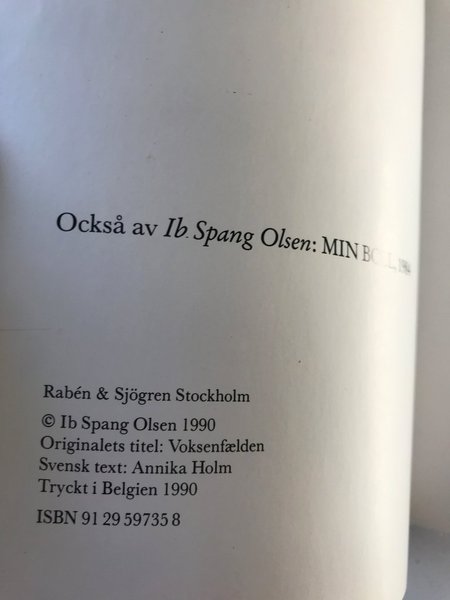 Också av Ib Spang Olsen: MIN
Rabén & Sjögren Stockholm
© Ib Spang Olsen 1990
Originalets titel: Voksenfælden
Svensk text: Annika Holm
Tryckt i Belgien 1990
ISBN 91 29 59735 8